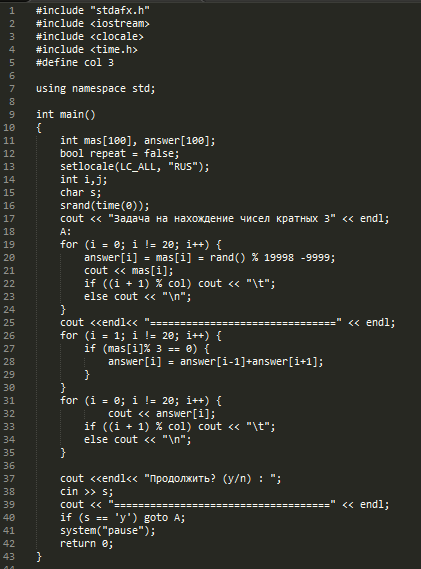 1 #include "stdafx.h"
2 #include <iostream>
3 #include <clocale>
4 #include <time.h>
5 #define col 3
6
7 using namespace std;
8
9 int main()
10 {
11     int mas[100], answer[100];
12     bool repeat = false;
13     setlocale(LC_ALL, "RUS");
14     int i,j;
15     char s;
16     srand(time(0));
17     cout << "Задача на нахождение чисел кратных 3" << endl;
18     A:
19     for (i = 0; i != 20; i++) {
20         answer[i] = mas[i] = rand() % 19998 -9999;
21         cout << mas[i];
22         if ((i + 1) % col) cout << "\t";
23         else cout << "\n";
24     }
25     cout <<endl<< "===============================" << endl;
26     for (i = 1; i != 20; i++) {
27         if (mas[i]% 3 == 0) {
28             answer[i] = answer[i-1]+answer[i+1];
29         }
30     }
31     for (i = 0; i != 20; i++) {
32             cout << answer[i];
33         if ((i + 1) % col) cout << "\t";
34         else cout << "\n";
35     }
36
37     cout <<endl<< "Продолжить? (y/n) : ";
38     cin >> s;
39     cout << "====================================" << endl;
40     if (s == 'y') goto A;
41     system("pause");
42     return 0;
43 }
44